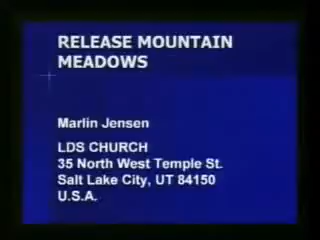 RELEASE MOUNTAIN
MEADOWS
Marlin Jensen
LDS CHURCH
35 North West Temple St.
Salt Lake City, UT 84150
U.S.A.